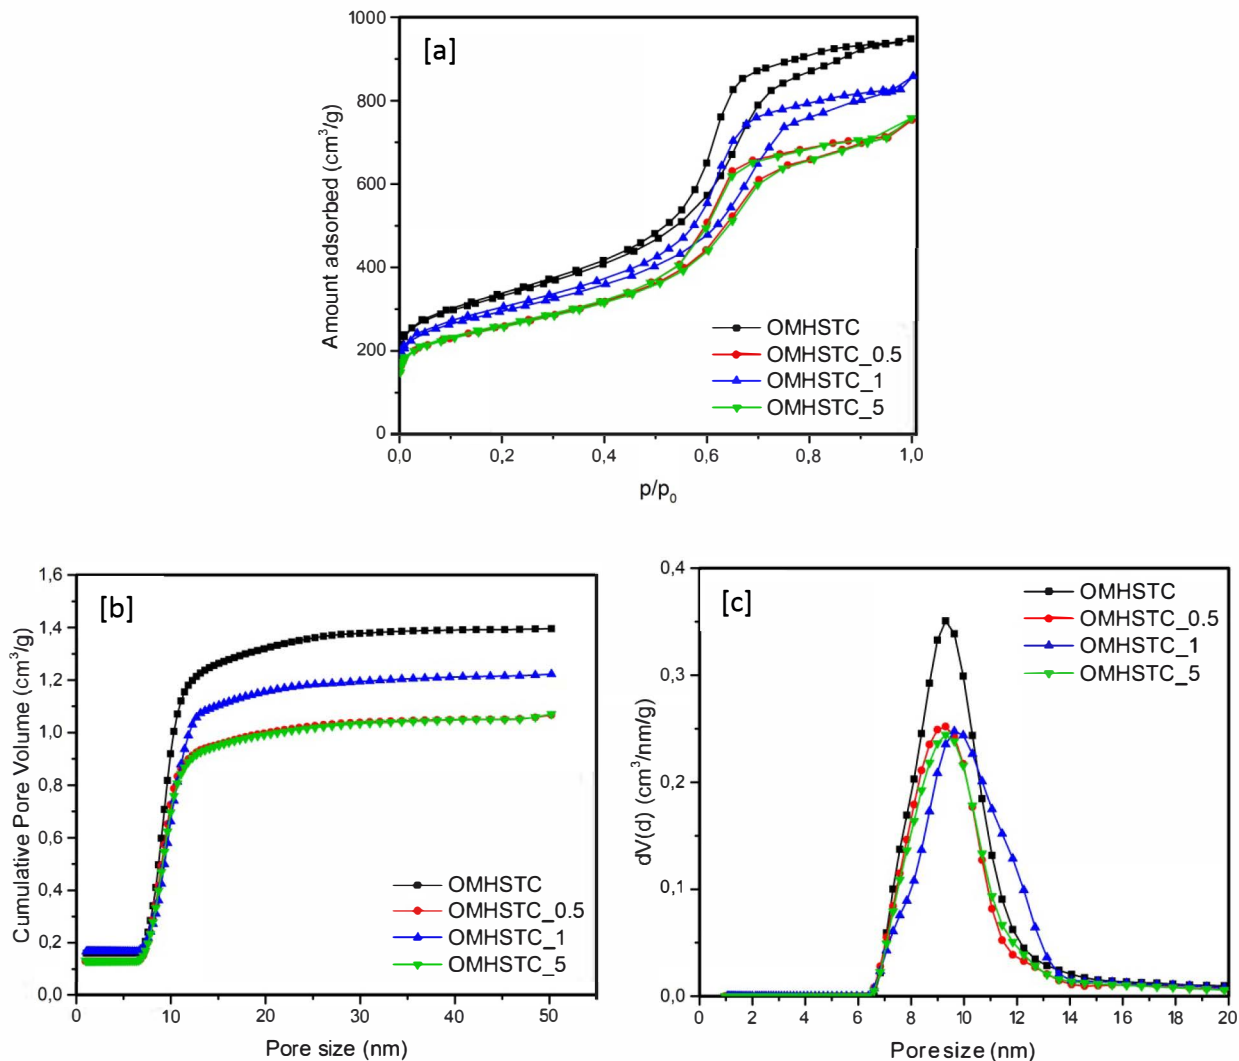 [a]
Amount adsorbed (cm³/g)
1000
800
600
400
200
0
0,0
0,2
0,4
0,6
0,8
1,0
p/p₀
OMHSTC
OMHSTC_0.5
OMHSTC_1
OMHSTC_5
[b]
Cumulative Pore Volume (cm³/g)
1,6
1,4
1,2
1,0
0,8
0,6
0,4
0,2
0,0
0
10
20
30
40
50
Pore size (nm)
OMHSTC
OMHSTC_0.5
OMHSTC_1
OMHSTC_5
[c]
dV(d) (cm³/nm/g)
0,4
0,3
0,2
0,1
0,0
0
2
4
6
8
10
12
14
16
18
20
Pore size (nm)
OMHSTC
OMHSTC_0.5
OMHSTC_1
OMHSTC_5